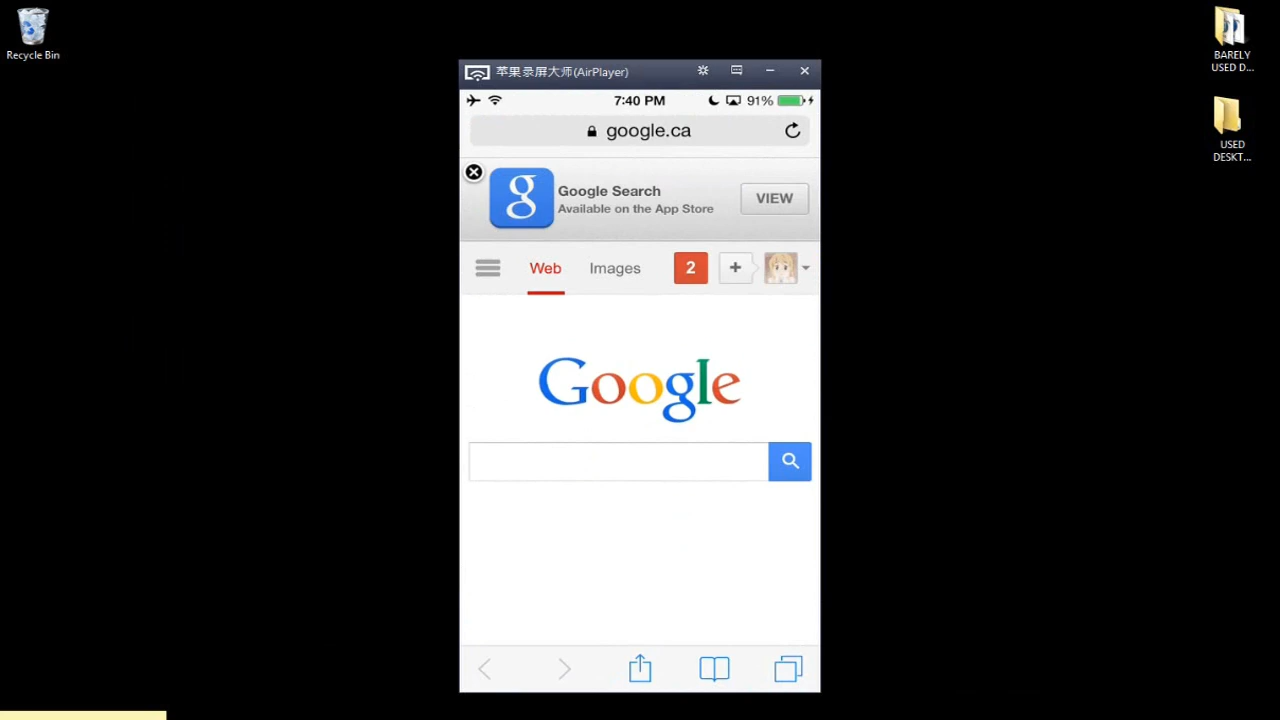 Recycle Bin
BARELY
USED D...
USED
DESKT...
苹果录屏大师(AirPlayer)
7:40 PM
91%
google.ca
g
Google Search
Available on the App Store
VIEW
Web
Images
2
+
Google